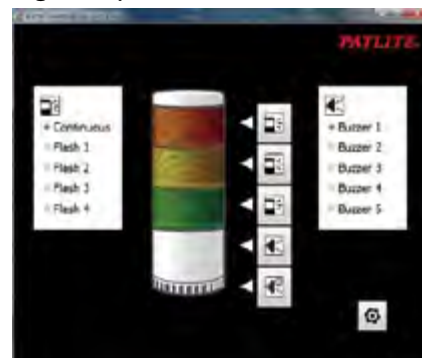 PATLITE
Continuous
Flash 1
Flash 2
Flash 3
Flash 4
Buzzer 1
Buzzer 2
Buzzer 3
Buzzer 4
Buzzer 5